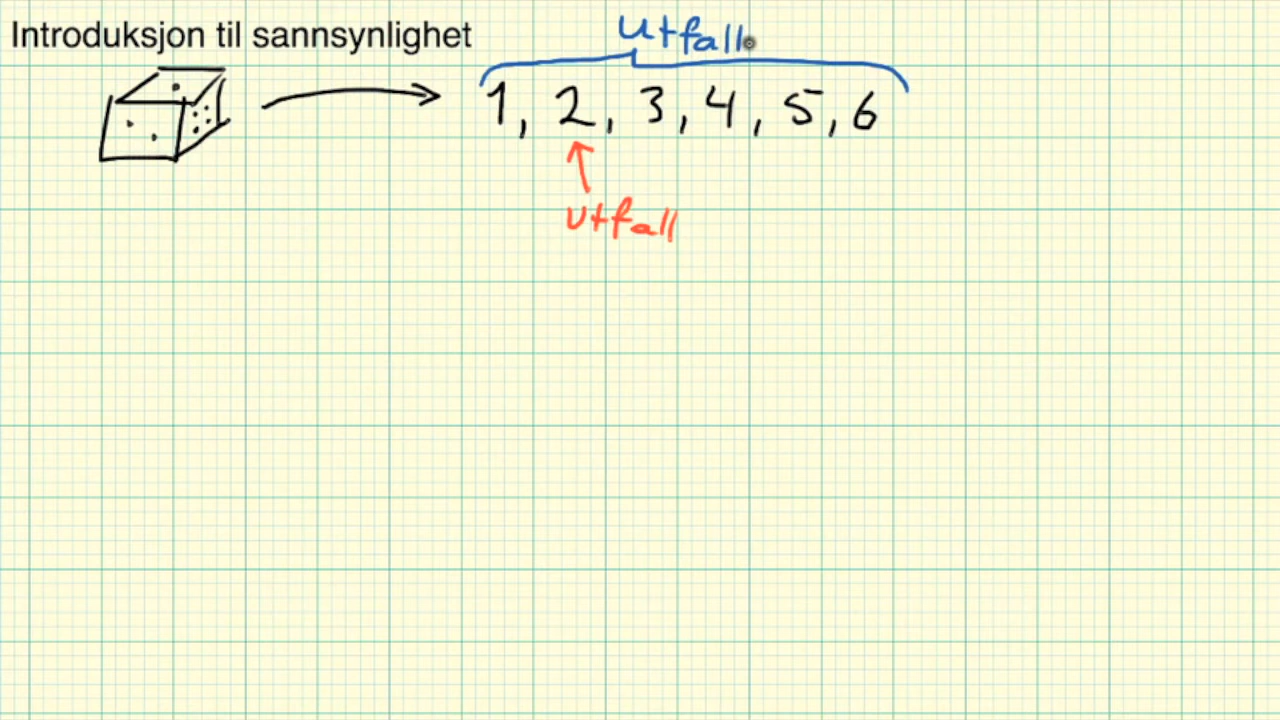 Introduksjon til sannsynlighet
Utfall
1, 2, 3, 4, 5, 6
Utfall